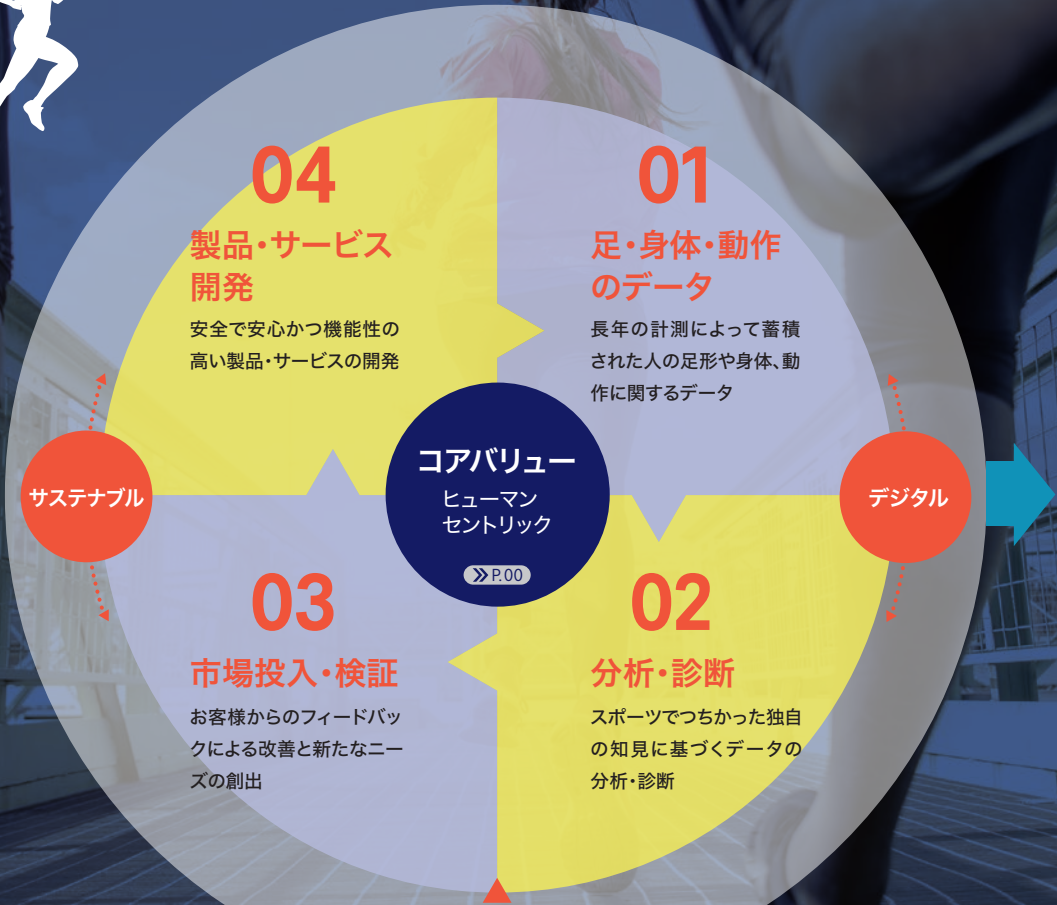 04
製品・サービス
開発
安全で安心かつ機能性の
高い製品・サービスの開発
01
足・身体・動作
のデータ
長年の計測によって蓄積
された人の足形や身体、動
作に関するデータ
サステナブル
コアバリュー
ヒューマン
セントリック
P.00
デジタル
03
市場投入・検証
お客様からのフィードバッ
クによる改善と新たなニー
ズの創出
02
分析・診断
スポーツでつちかった独自
の知見に基づくデータの
分析・診断